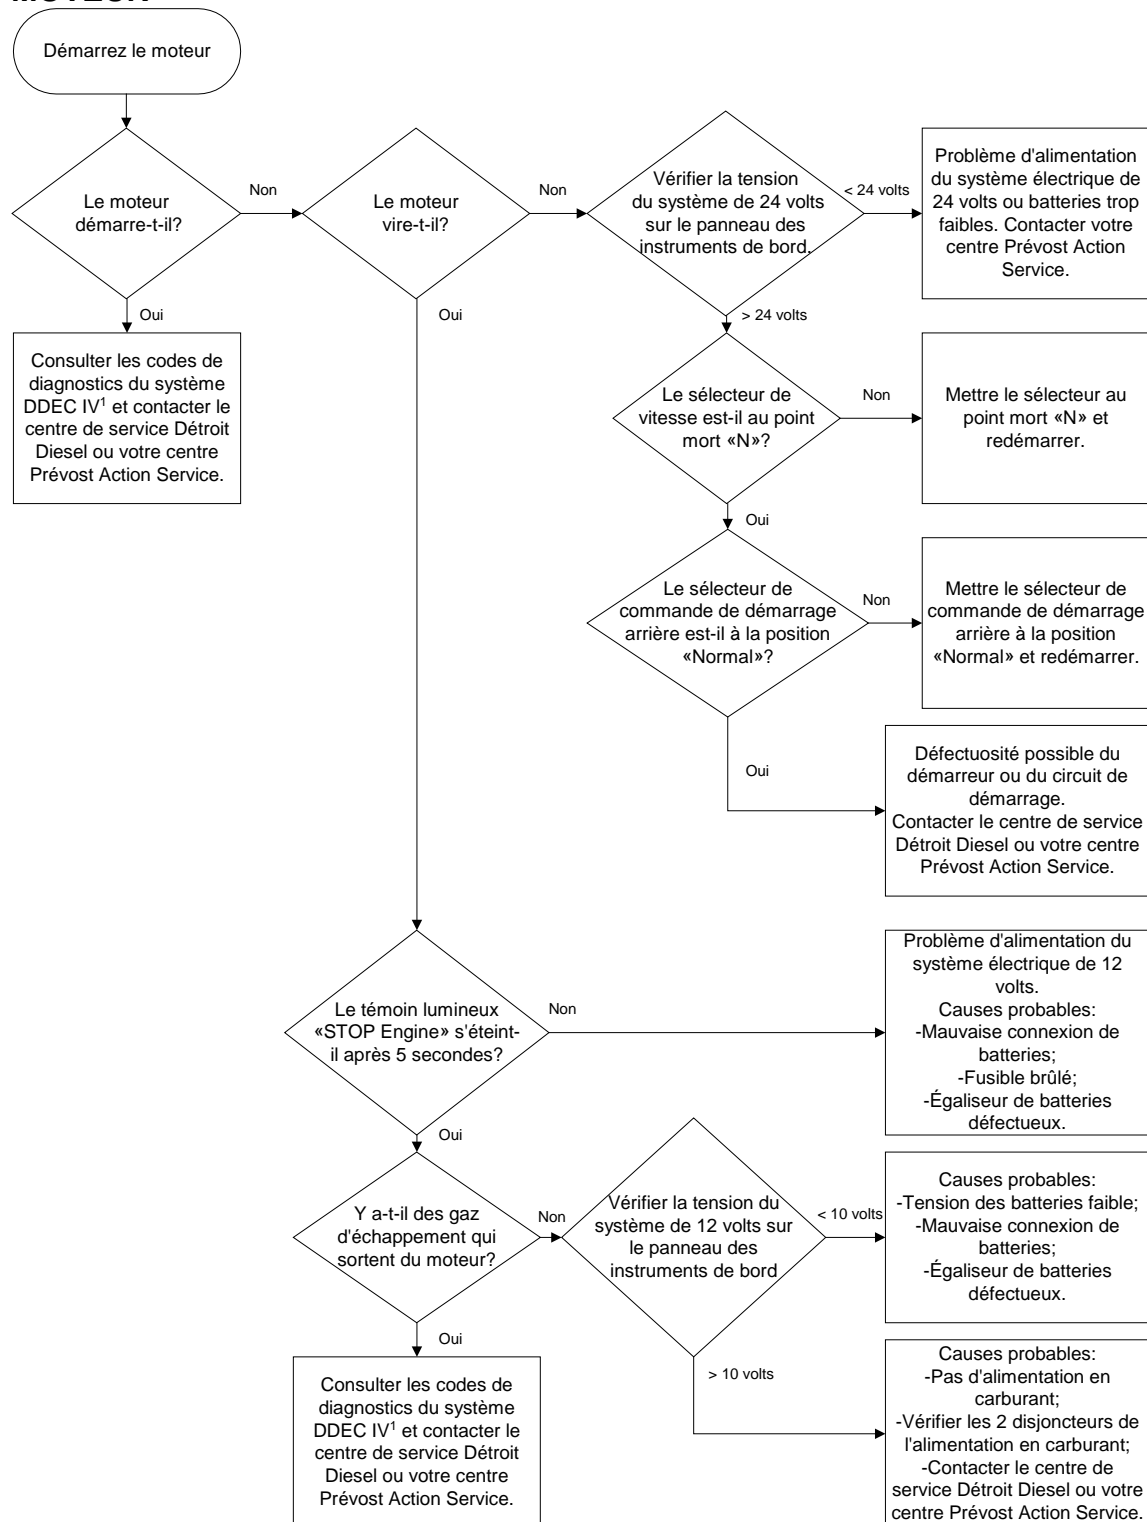 Démarrez le moteur
Le moteur
démarre-t-il?
Non
Le moteur
vire-t-il?
Non
Vérifier la tension
du système de 24 volts
sur le panneau des
instruments de bord.
< 24 volts
Problème d'alimentation
du système électrique de
24 volts ou batteries trop
faibles. Contacter votre
centre Prévost Action
Service.
Oui
Oui
> 24 volts
Consulter les codes de
diagnostics du système
DDEC IV¹ et contacter le
centre de service Détroit
Diesel ou votre centre
Prévost Action Service.
Le sélecteur de
vitesse est-il au point
mort «N»?
Non
Mettre le sélecteur au
point mort «N» et
redémarrer.
Oui
Le sélecteur de
commande de démarrage
arrière est-il à la position
«Normal»?
Non
Mettre le sélecteur de
commande de démarrage
arrière à la position
«Normal» et redémarrer.
Oui
Défectuosité possible du
démarreur ou du circuit de
démarrage.
Contacter le centre de service
Détroit Diesel ou votre centre
Prévost Action Service.
Le témoin lumineux
«STOP Engine» s'éteint-
il après 5 secondes?
Non
Problème d'alimentation du
système électrique de 12
volts.
Causes probables:
-Mauvaise connexion de
batteries;
-Fusible brûlé;
-Égaliseur de batteries
défectueux.
Oui
Y a-t-il des gaz
d'échappement qui
sortent du moteur?
Non
Vérifier la tension du
système de 12 volts sur
le panneau des
instruments de bord
< 10 volts
Causes probables:
-Tension des batteries faible;
-Mauvaise connexion de
batteries;
-Égaliseur de batteries
défectueux.
Oui
> 10 volts
Consulter les codes de
diagnostics du système
DDEC IV¹ et contacter le
centre de service Détroit
Diesel ou votre centre
Prévost Action Service.
Causes probables:
-Pas d'alimentation en
carburant;
-Vérifier les 2 disjoncteurs de
l'alimentation en carburant;
-Contacter le centre de
service Détroit Diesel ou votre
centre Prévost Action Service.